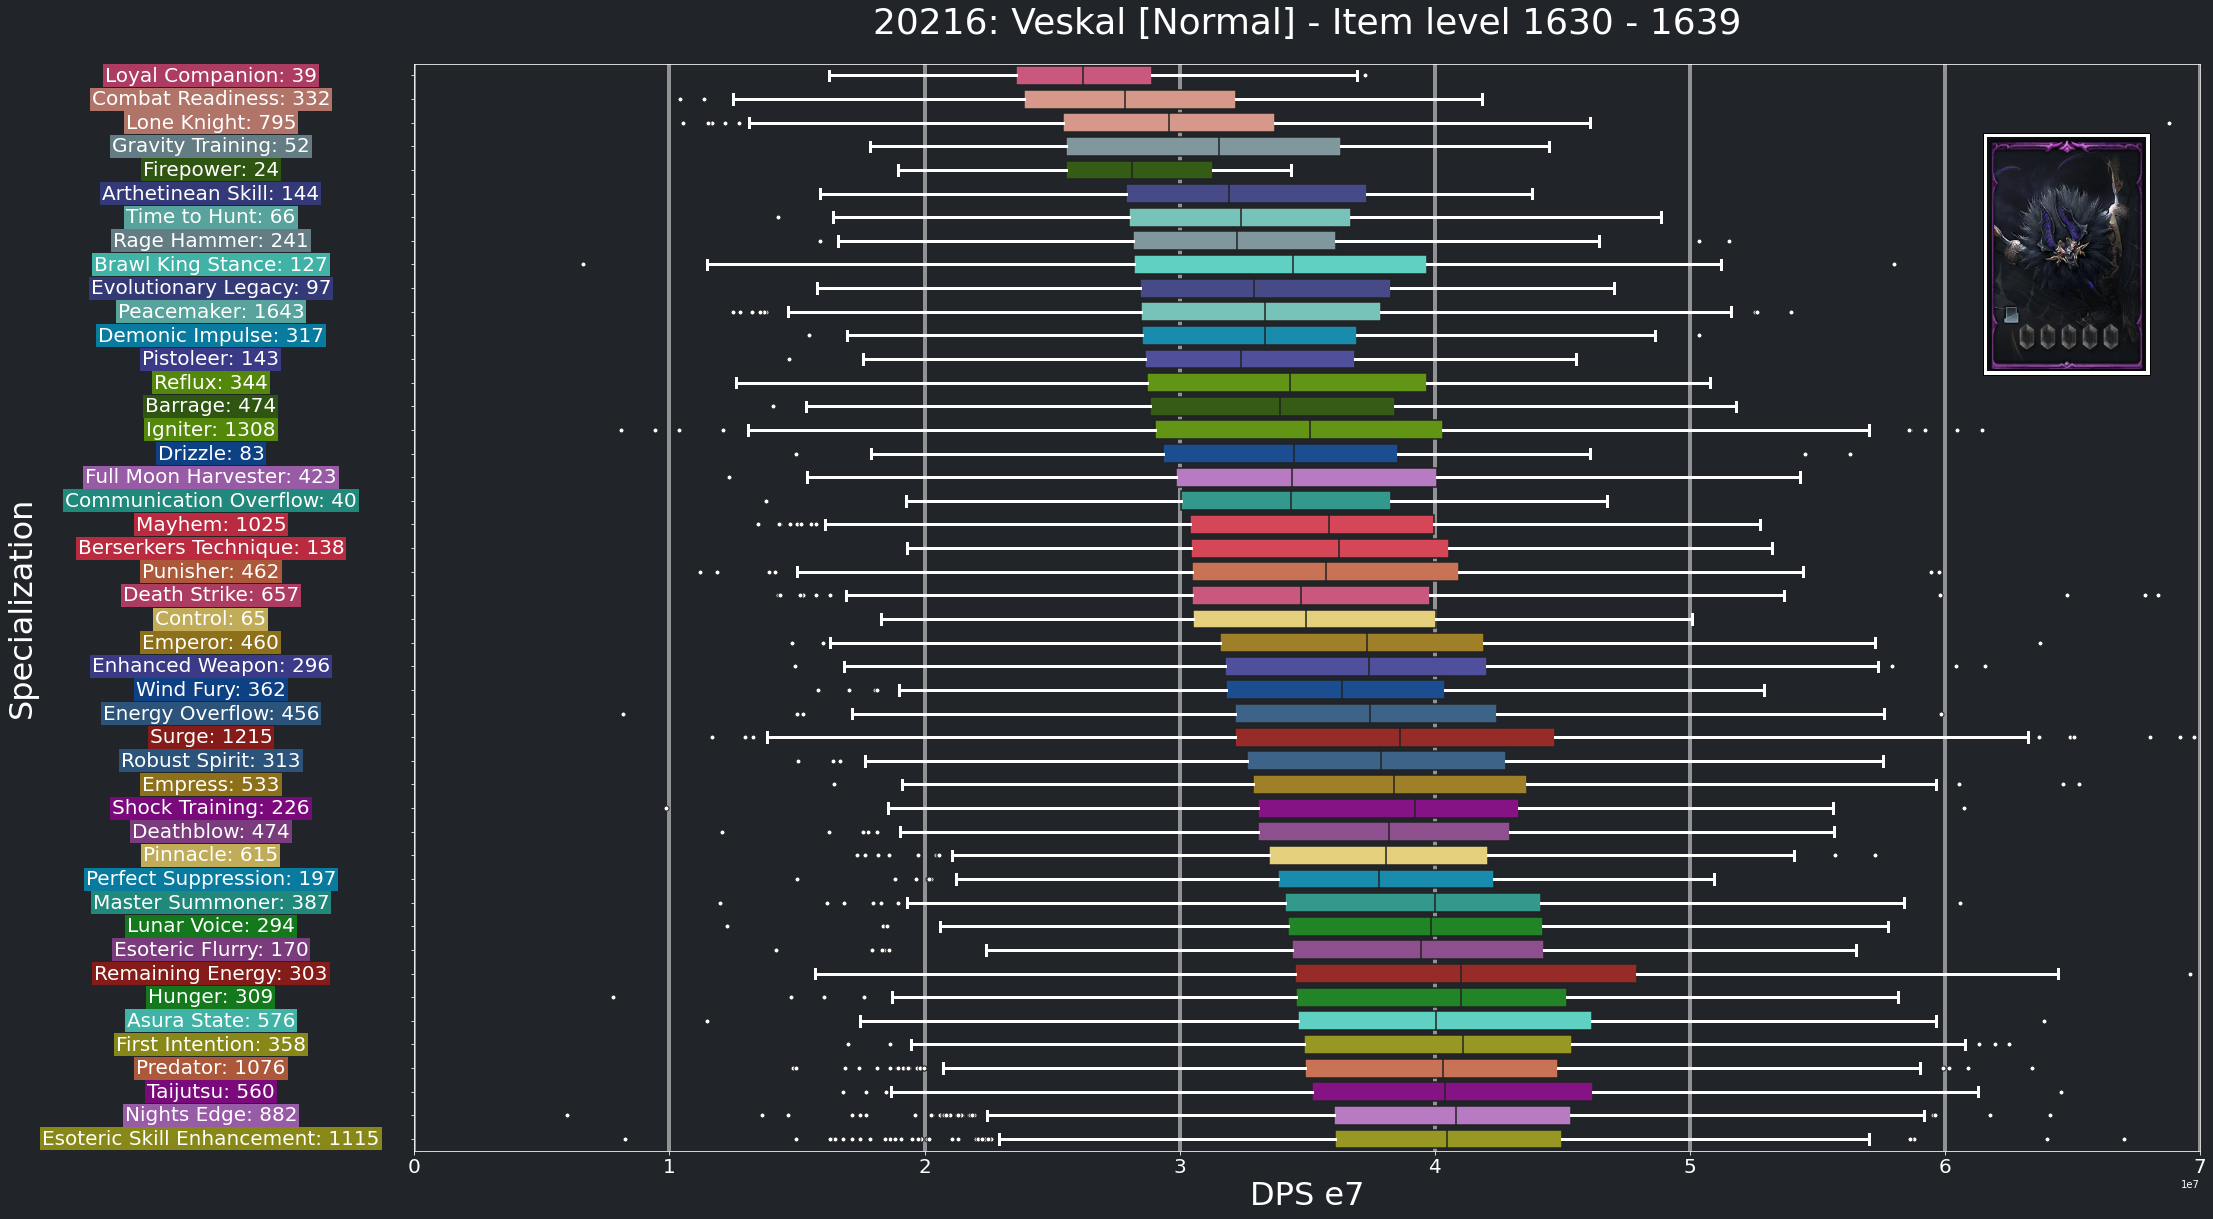 20216: Veskal [Normal] - Item level 1630 - 1639
Loyal Companion: 39
Combat Readiness: 332
Lone Knight: 795
Gravity Training: 52
Firepower: 24
Arthetinean Skill: 144
Time to Hunt: 66
Rage Hammer: 241
Brawl King Stance: 127
Evolutionary Legacy: 97
Peacemaker: 1643
Demonic Impulse: 317
Pistoleer: 143
Reflux: 344
Barrage: 474
Igniter: 1308
Drizzle: 83
Full Moon Harvester: 423
Communication Overflow: 40
Mayhem: 1025
Berserkers Technique: 138
Punisher: 462
Death Strike: 657
Control: 65
Emperor: 460
Enhanced Weapon: 296
Wind Fury: 362
Energy Overflow: 456
Surge: 1215
Robust Spirit: 313
Empress: 533
Shock Training: 226
Deathblow: 474
Pinnacle: 615
Perfect Suppression: 197
Master Summoner: 387
Lunar Voice: 294
Esoteric Flurry: 170
Remaining Energy: 303
Hunger: 309
Asura State: 576
First Intention: 358
Predator: 1076
Taijutsu: 560
Nights Edge: 882
Esoteric Skill Enhancement: 1115
Specialization
0 1 2 3 4 5 6 7
DPS e7
1e7